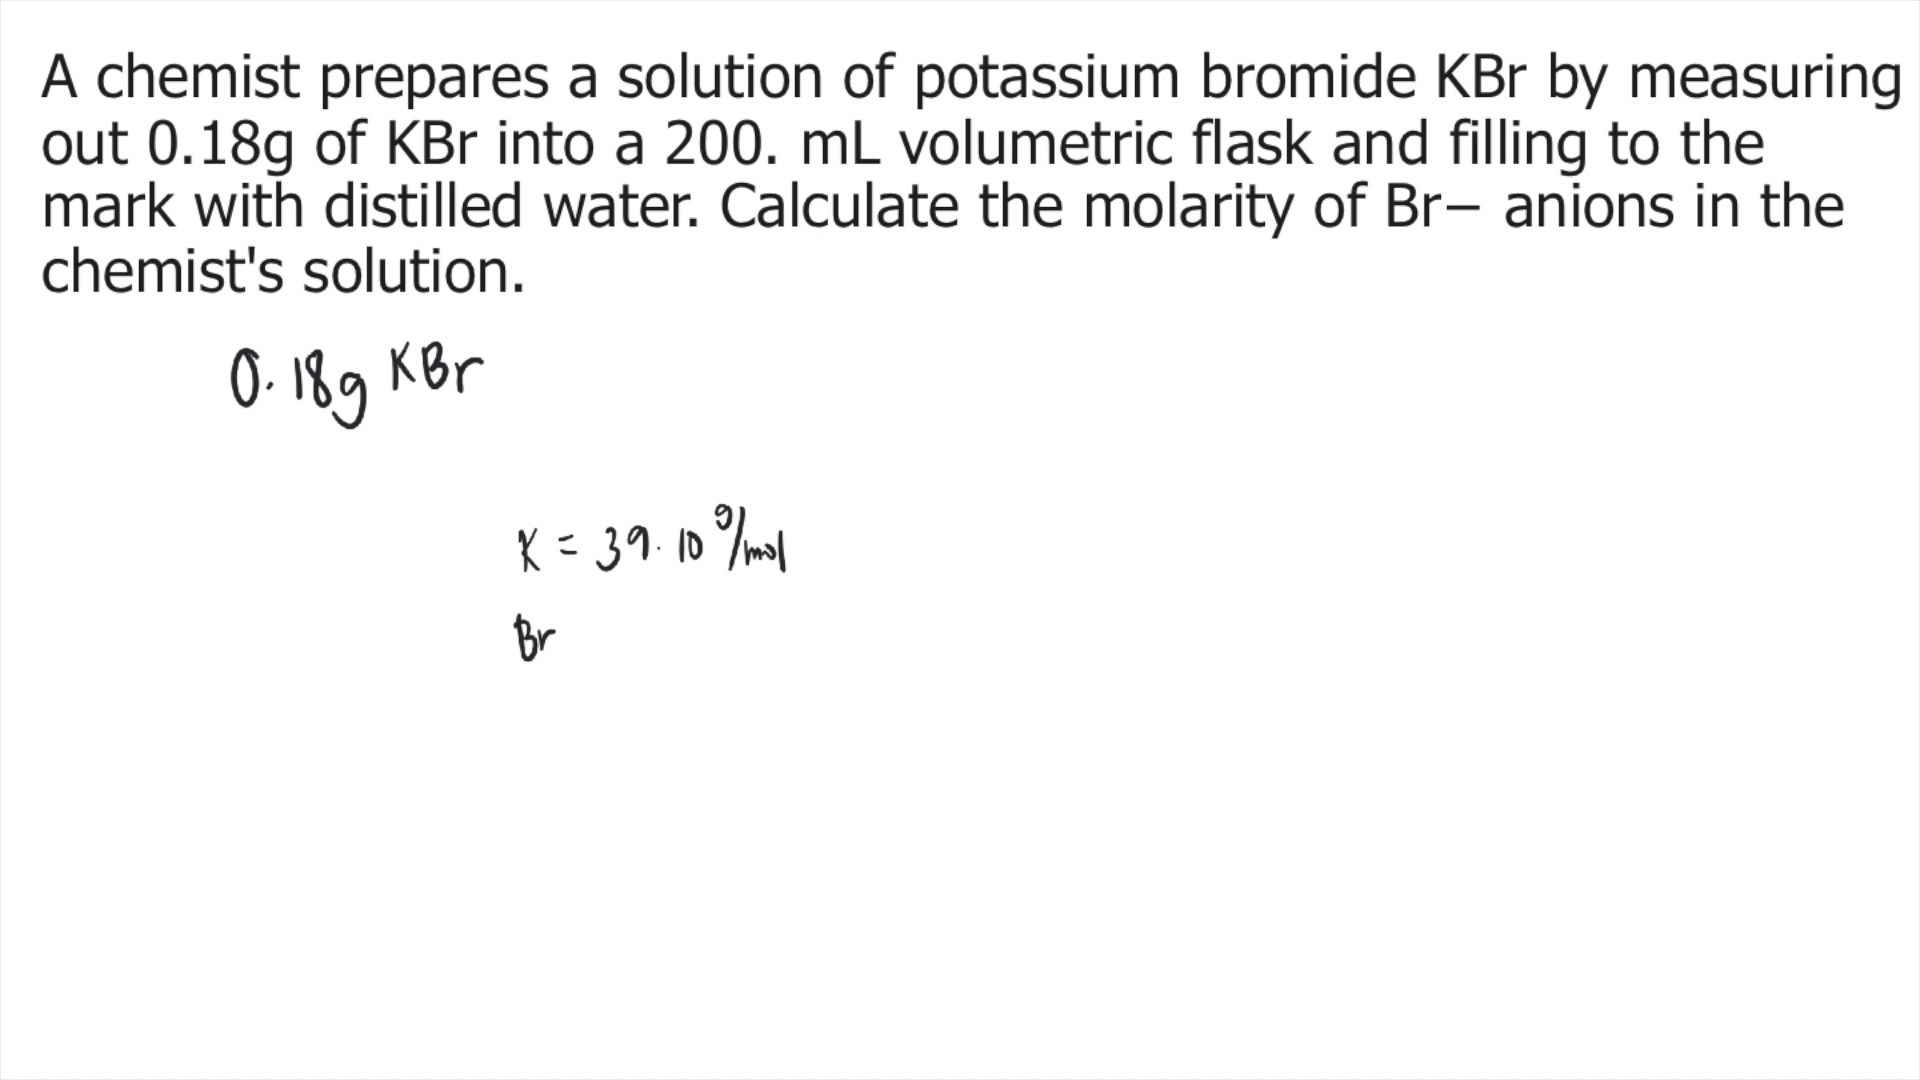 A chemist prepares a solution of potassium bromide KBr by measuring
out 0.18g of KBr into a 200. mL volumetric flask and filling to the
mark with distilled water. Calculate the molarity of Br− anions in the
chemist's solution.
0.18g KBr
K = 39.10 g/mol
Br